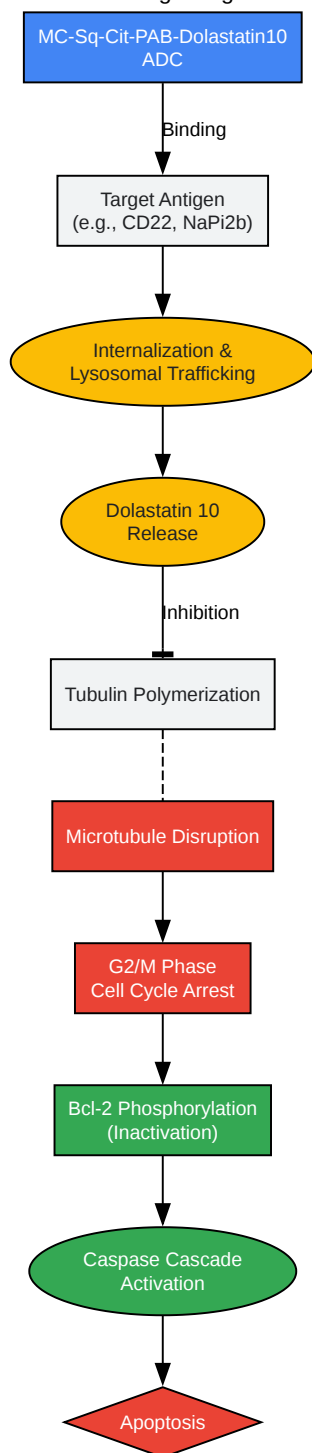 MC-Sq-Cit-PAB-Dolastatin10
ADC
Binding
Target Antigen
(e.g., CD22, NaPi2b)
Internalization &
Lysosomal Trafficking
Dolastatin 10
Release
Inhibition
Tubulin Polymerization
Microtubule Disruption
G2/M Phase
Cell Cycle Arrest
Bcl-2 Phosphorylation
(Inactivation)
Caspase Cascade
Activation
Apoptosis